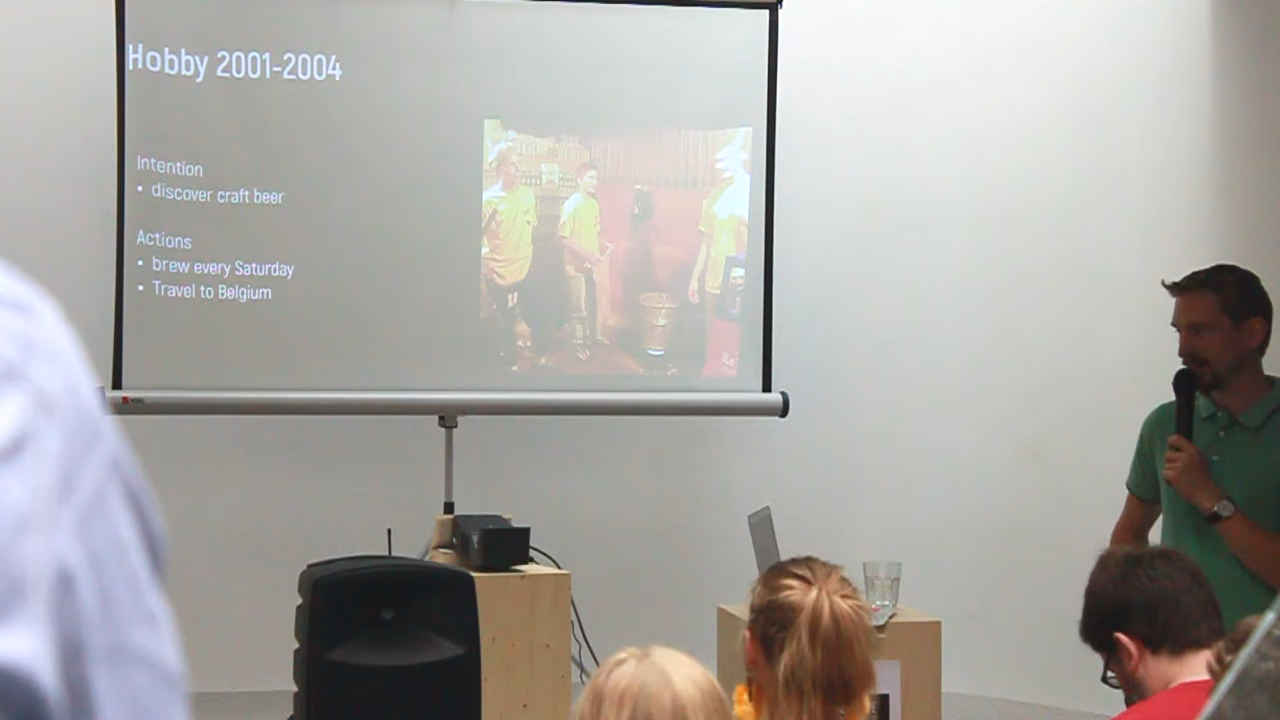 Hobby 2001-2004
Intention
• discover craft beer
Actions
• brew every Saturday
• Travel to Belgium